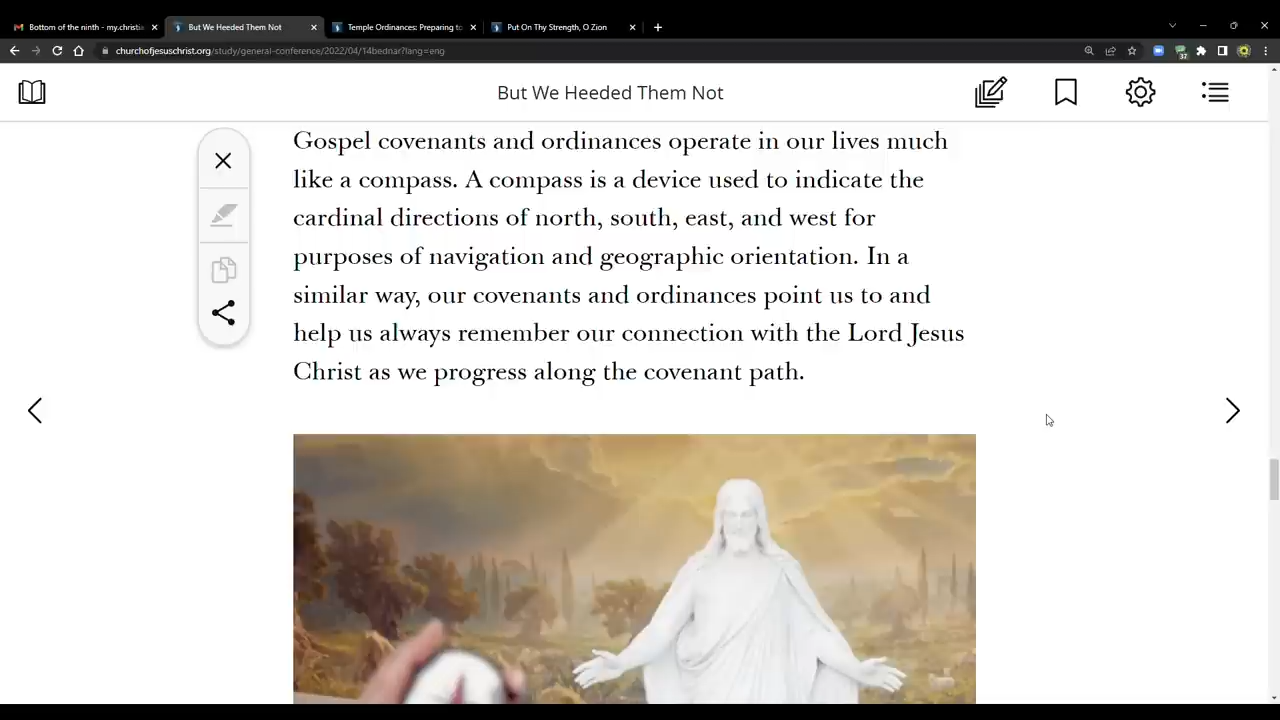 Bottom of the ninth - my.christi
But We Heeded Them Not
Temple Ordinances: Preparing to
Put On Thy Strength, O Zion
churchofjesuschrist.org/study/general-conference/2022/04/14bednar?lang=eng
37
But We Heeded Them Not
Gospel covenants and ordinances operate in our lives much
like a compass. A compass is a device used to indicate the
cardinal directions of north, south, east, and west for
purposes of navigation and geographic orientation. In a
similar way, our covenants and ordinances point us to and
help us always remember our connection with the Lord Jesus
Christ as we progress along the covenant path.